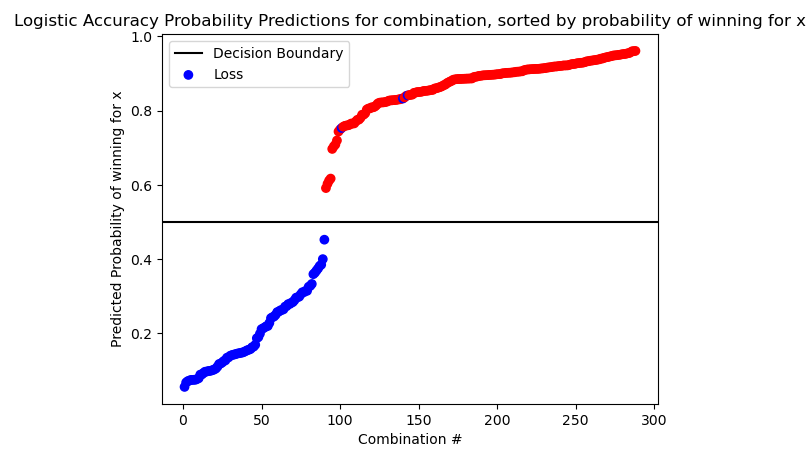 Logistic Accuracy Probability Predictions for combination, sorted by probability of winning for x
Decision Boundary
Loss
Predicted Probability of winning for x
1.0
0.8
0.6
0.4
0.2
0 50 100 150 200 250 300
Combination #